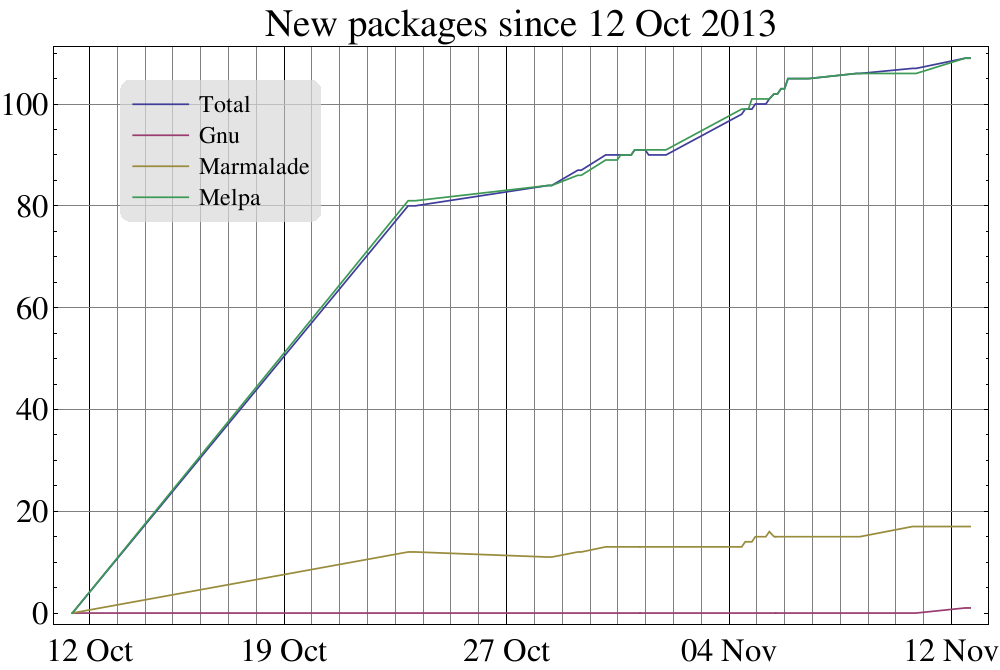 New packages since 12 Oct 2013
100
80
60
40
20
0
Total
Gnu
Marmalade
Melpa
12 Oct 19 Oct 27 Oct 04 Nov 12 Nov